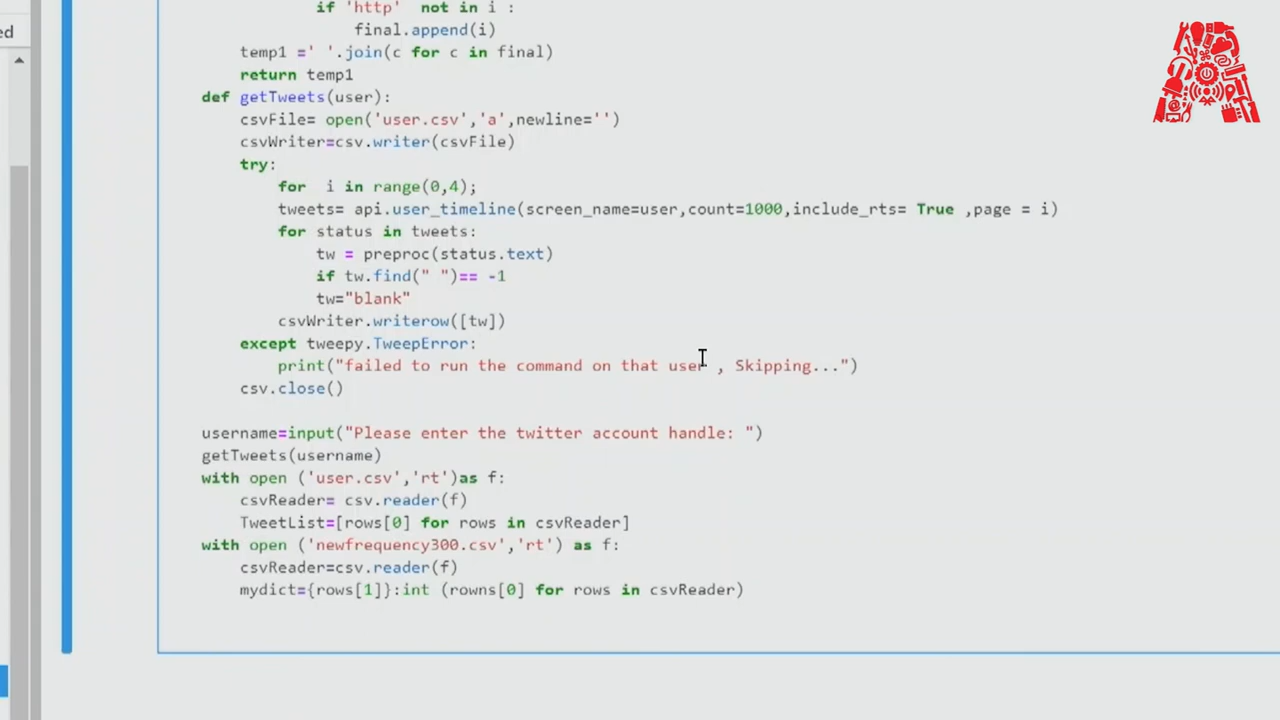 ed
if 'http' not in i :
final.append(i)
temp1 =' '.join(c for c in final)
return temp1
def getTweets(user):
csvFile= open('user.csv','a',newline='')
csvWriter=csv.writer(csvFile)
try:
for i in range(0,4);
tweets= api.user_timeline(screen_name=user,count=1000,include_rts= True ,page = i)
for status in tweets:
tw = preproc(status.text)
if tw.find(" ")== -1
tw="blank"
csvWriter.writerow([tw])
except tweepy.TweepError:
print("failed to run the command on that user , Skipping...")
csv.close()
username=input("Please enter the twitter account handle: ")
getTweets(username)
with open ('user.csv','rt')as f:
csvReader= csv.reader(f)
TweetList=[rows[0] for rows in csvReader]
with open ('newfrequency300.csv','rt') as f:
csvReader=csv.reader(f)
mydict={rows[1]}:int (rowns[0] for rows in csvReader)